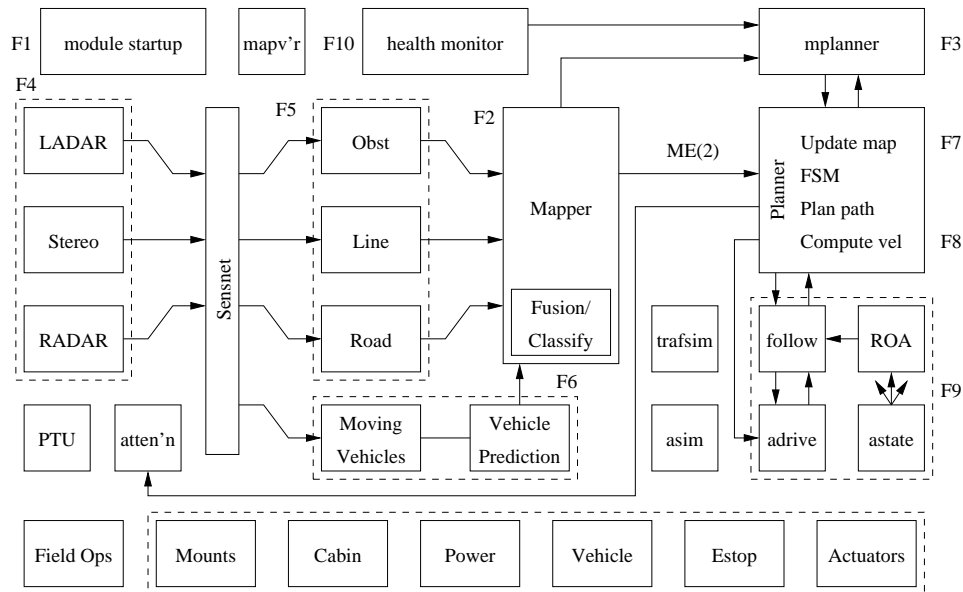 F1
module startup
mapv'r
F10
health monitor
mplanner
F3
F4
F5
F2
LADAR
Obst
ME(2)
Planner
Update map
F7
FSM
Stereo
Sensnet
Line
Mapper
Plan path
Compute vel
F8
RADAR
Road
Fusion/
Classify
trafsim
follow
ROA
F6
F9
PTU
atten'n
Moving
Vehicles
Vehicle
Prediction
asim
adrive
astate
Field Ops
Mounts
Cabin
Power
Vehicle
Estop
Actuators